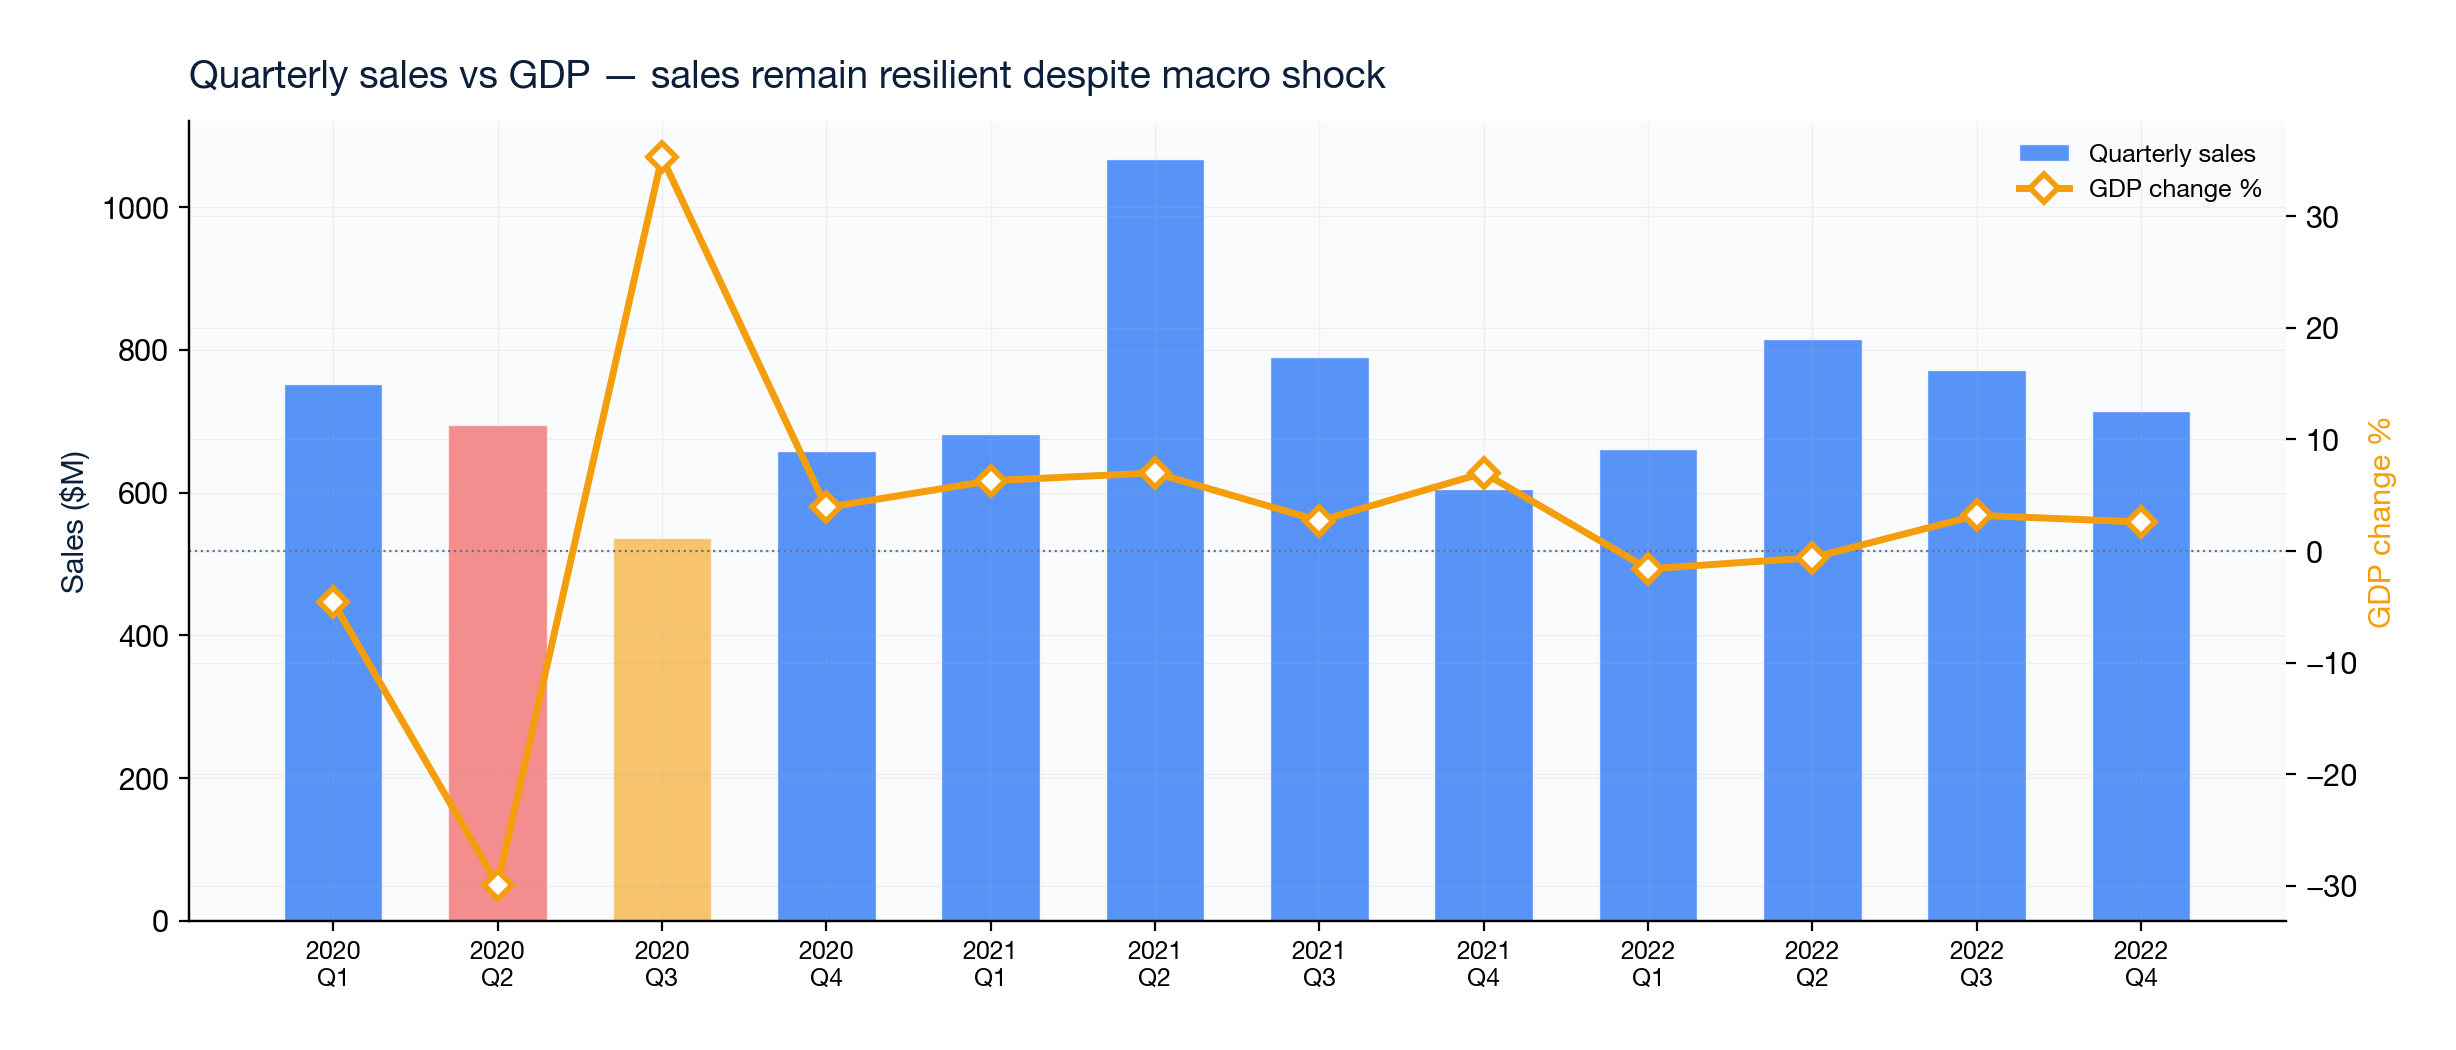 Quarterly sales vs GDP — sales remain resilient despite macro shock
Quarterly sales
GDP change %
Sales ($M)
1000
800
600
400
200
0
30
20
10
0
−10
−20
−30
GDP change %
2020
Q1
2020
Q2
2020
Q3
2020
Q4
2021
Q1
2021
Q2
2021
Q3
2021
Q4
2022
Q1
2022
Q2
2022
Q3
2022
Q4